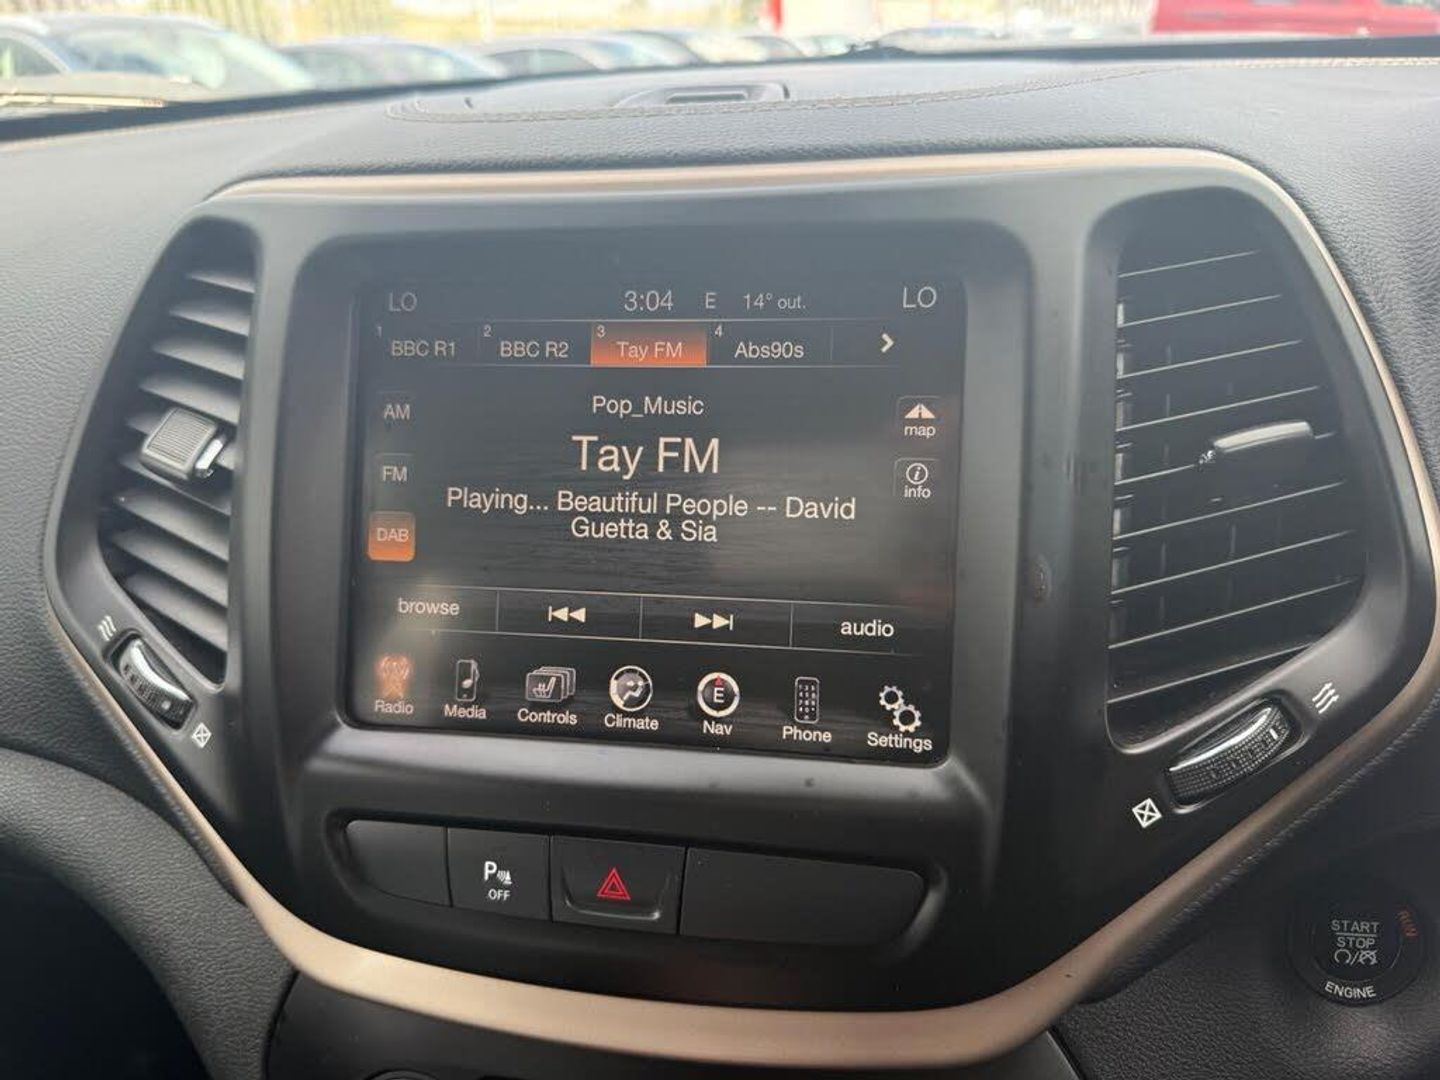 LO 3:04 E 14° out. LO
1 BBC R1 2 BBC R2 3 Tay FM 4 Abs90s
AM
Pop_Music
map
Tay FM
FM
info
Playing... Beautiful People -- David
Guetta & Sia
DAB
browse
audio
Radio Media Controls Climate Nav Phone Settings
E
P
OFF
START
STOP
ENGINE
RUN